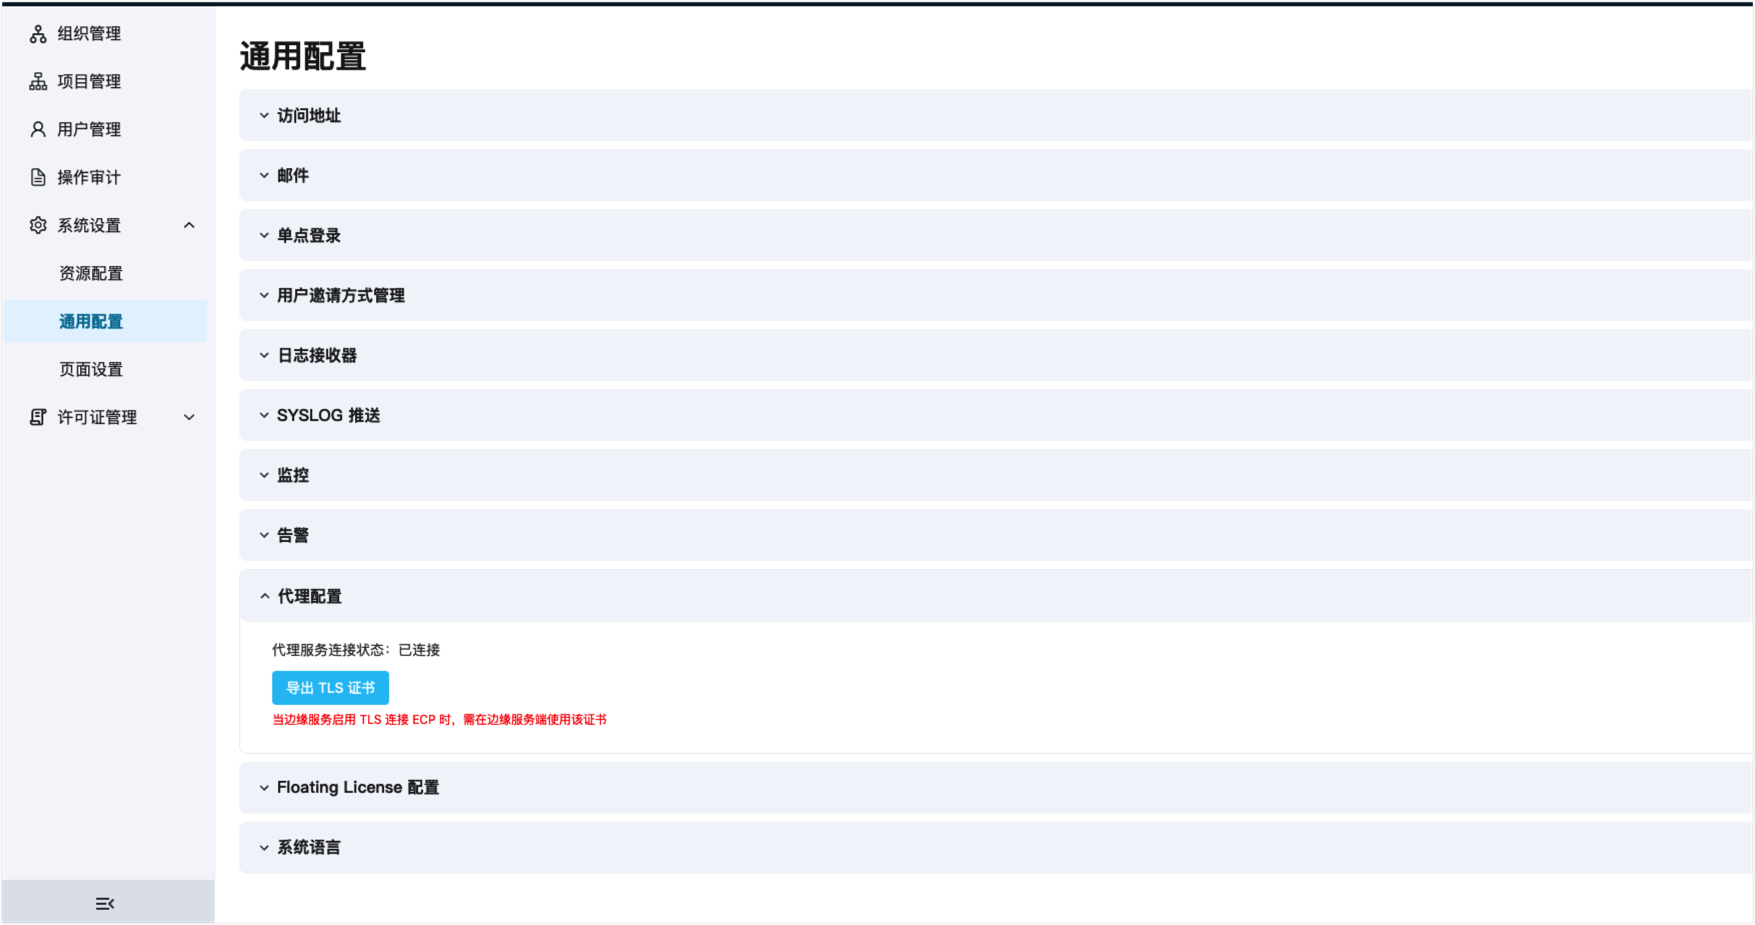 组织管理
项目管理
用户管理
操作审计
系统设置
资源配置
通用配置
页面设置
许可证管理
通用配置
访问地址
邮件
单点登录
用户邀请方式管理
日志接收器
SYSLOG 推送
监控
告警
代理配置
代理服务连接状态：已连接
导出 TLS 证书
当边缘服务启用 TLS 连接 ECP 时，需在边缘服务端使用该证书
Floating License 配置
系统语言